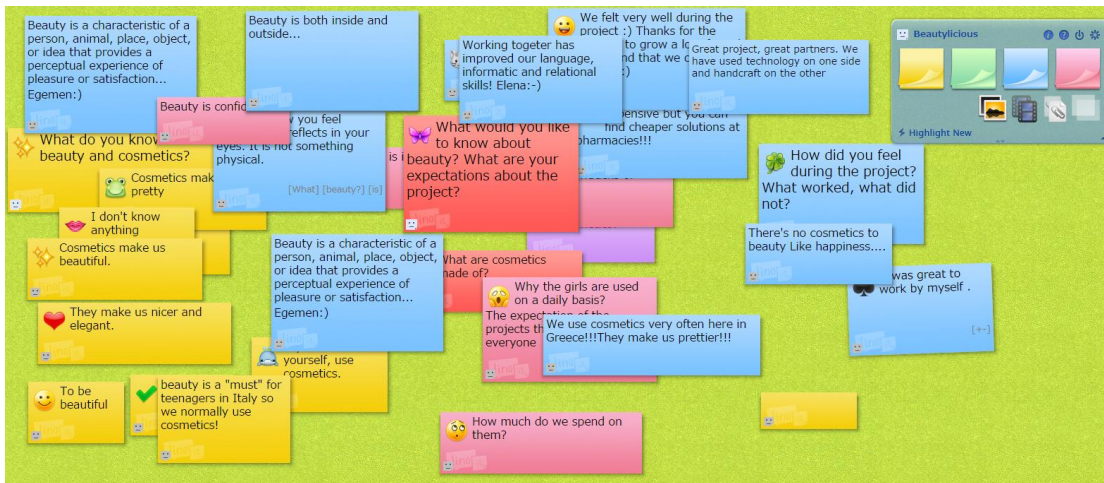 Beauty is a characteristic of a
person, animal, place, object,
or idea that provides a
perceptual experience of
pleasure or satisfaction...
Egemen:)
Beauty is both inside and
outside...
We felt very well during the
project :) Thanks for the
to grow a lo
nd that we c
:)
Working togeter has
improved our language,
informatic and relational
skills! Elena:-)
Great project, great partners. We
have used technology on one side
and handcraft on the other
Beautylicious
Highlight New
Beauty is confi
w you feel
reflects in your
eyes. It is not something
physical.
[What] [beauty?] [is]
is i
What do you know
beauty and cosmetics?
Cosmetics mak
pretty
I don't know
anything
Cosmetics make us
beautiful.
They make us nicer and
elegant.
To be
beautiful
beauty is a "must" for
teenagers in Italy so
we normally use
cosmetics!
yourself, use
cosmetics.
Beauty is a characteristic of a
person, animal, place, object,
or idea that provides a
perceptual experience of
pleasure or satisfaction...
Egemen:)
What would you like
to know about
beauty? What are your
expectations about the
project?
ensive but you can
find cheaper solutions at
pharmacies!!!
What are cosmetics
made of?
Why the girls are used
on a daily basis?
The expectation of the
projects th
everyone
We use cosmetics very often here in
Greece!!!They make us prettier!!!
How much do we spend on
them?
How did you feel
during the project?
What worked, what did
not?
There's no cosmetics to
beauty Like happiness....
was great to
work by myself .
[+-]